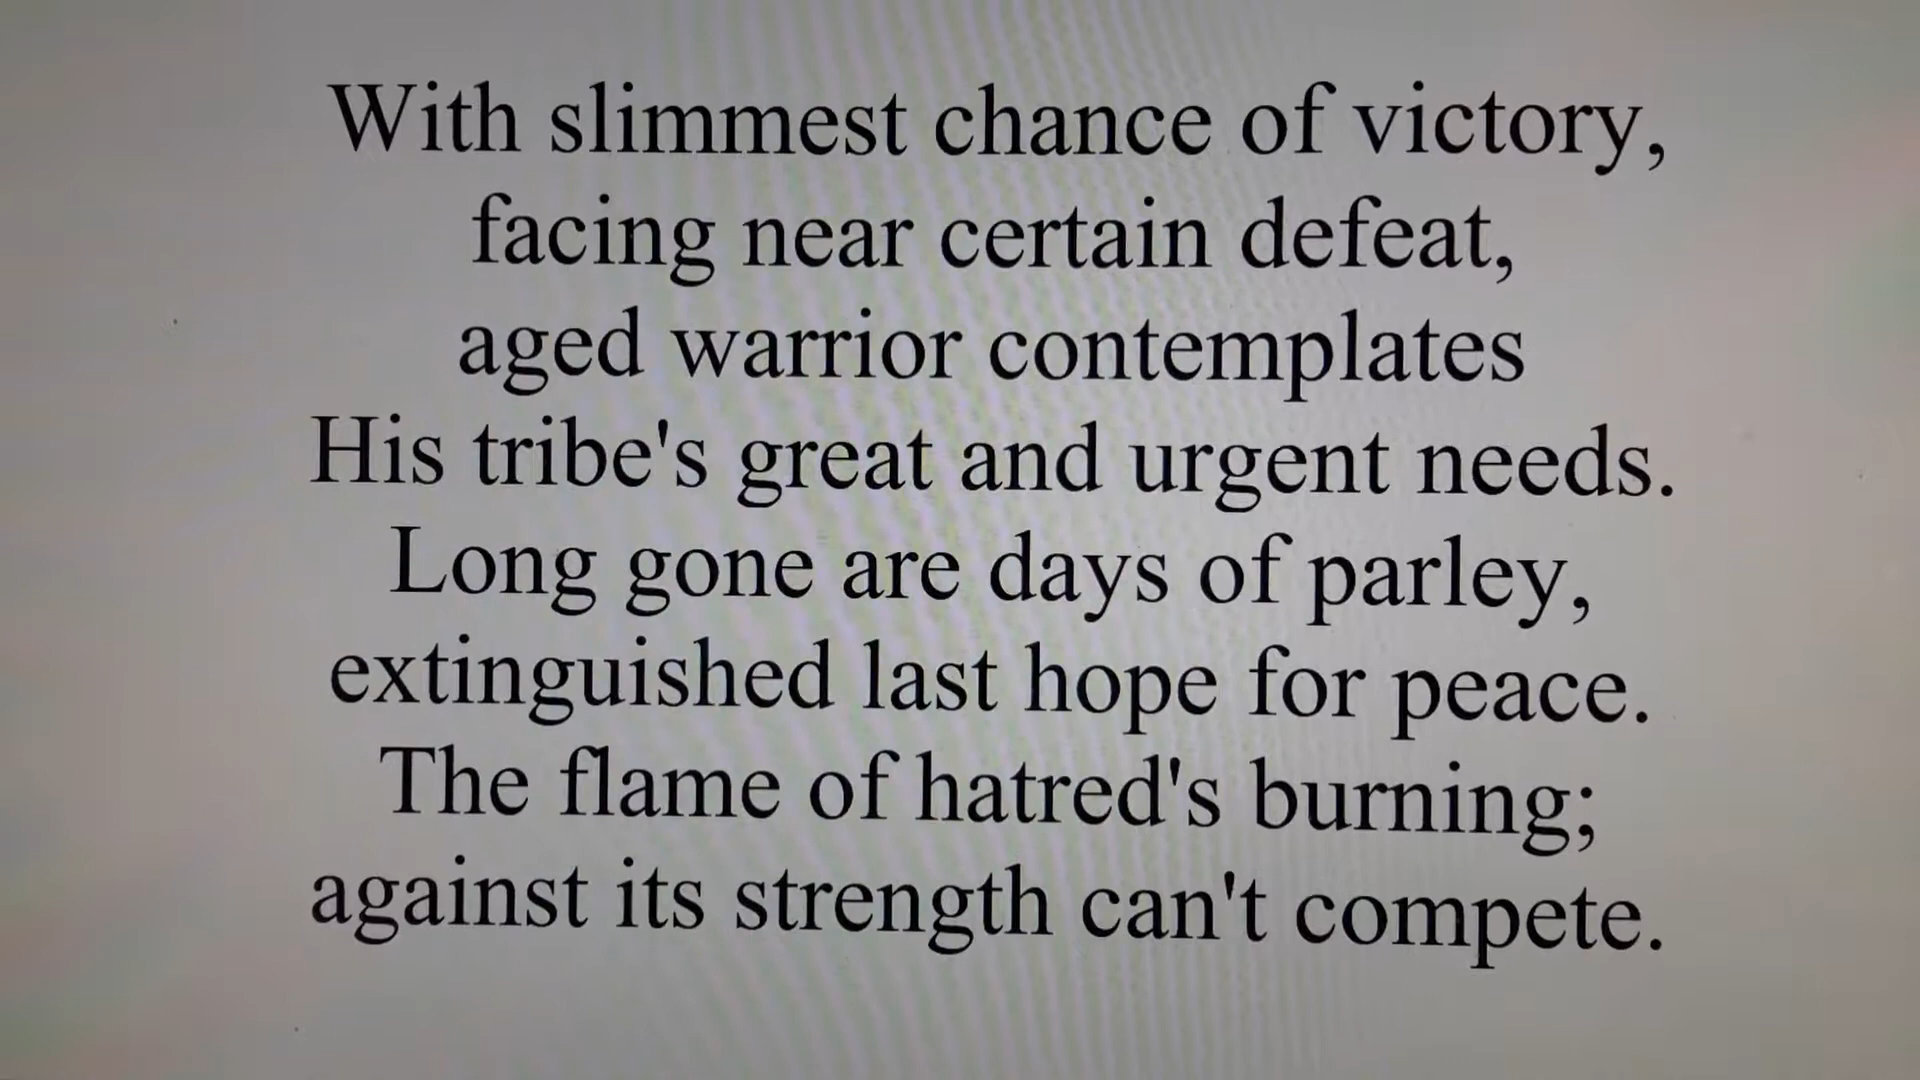 With slimmest chance of victory,
facing near certain defeat,
aged warrior contemplates
His tribe's great and urgent needs.
Long gone are days of parley,
extinguished last hope for peace.
The flame of hatred's burning;
against its strength can't compete.